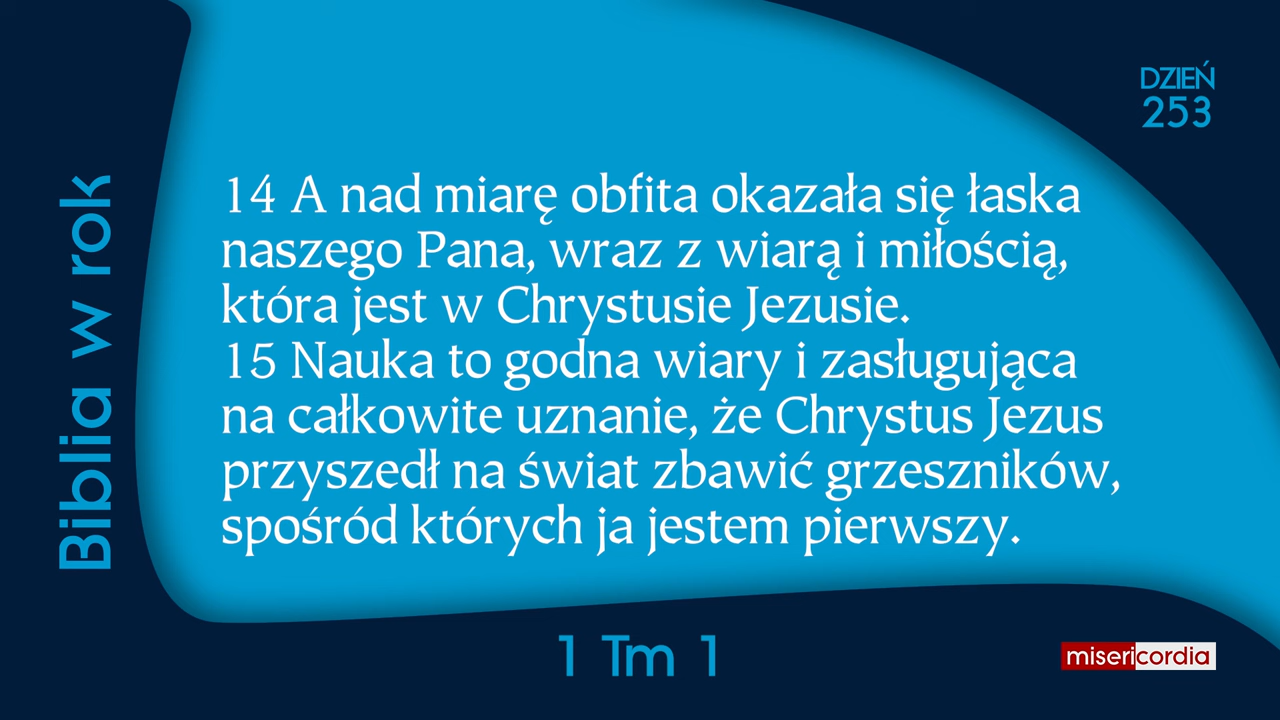 DZIEŃ
253
Biblia w rok
14 A nad miarę obfita okazała się łaska
naszego Pana, wraz z wiarą i miłością,
która jest w Chrystusie Jezusie.
15 Nauka to godna wiary i zasługująca
na całkowite uznanie, że Chrystus Jezus
przyszedł na świat zbawić grzeszników,
spośród których ja jestem pierwszy.
1 Tm 1
misericordia